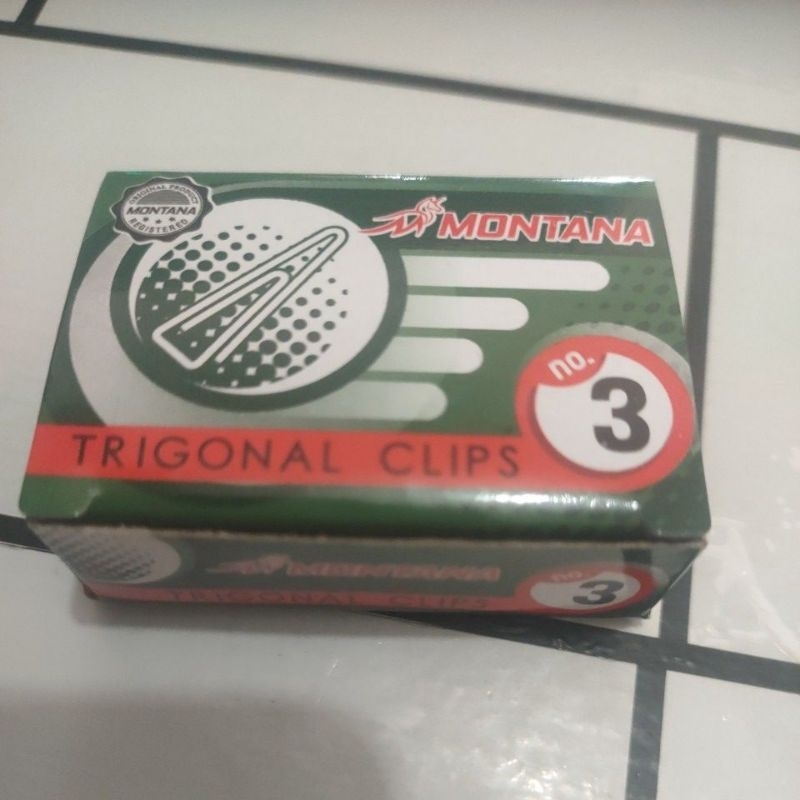 ORIGINAL PRODUCT
MONTANA
REGISTERED
MONTANA
no.
3
TRIGONAL CLIPS
MONTANA
no.
3
TRIGONAL CLIPS